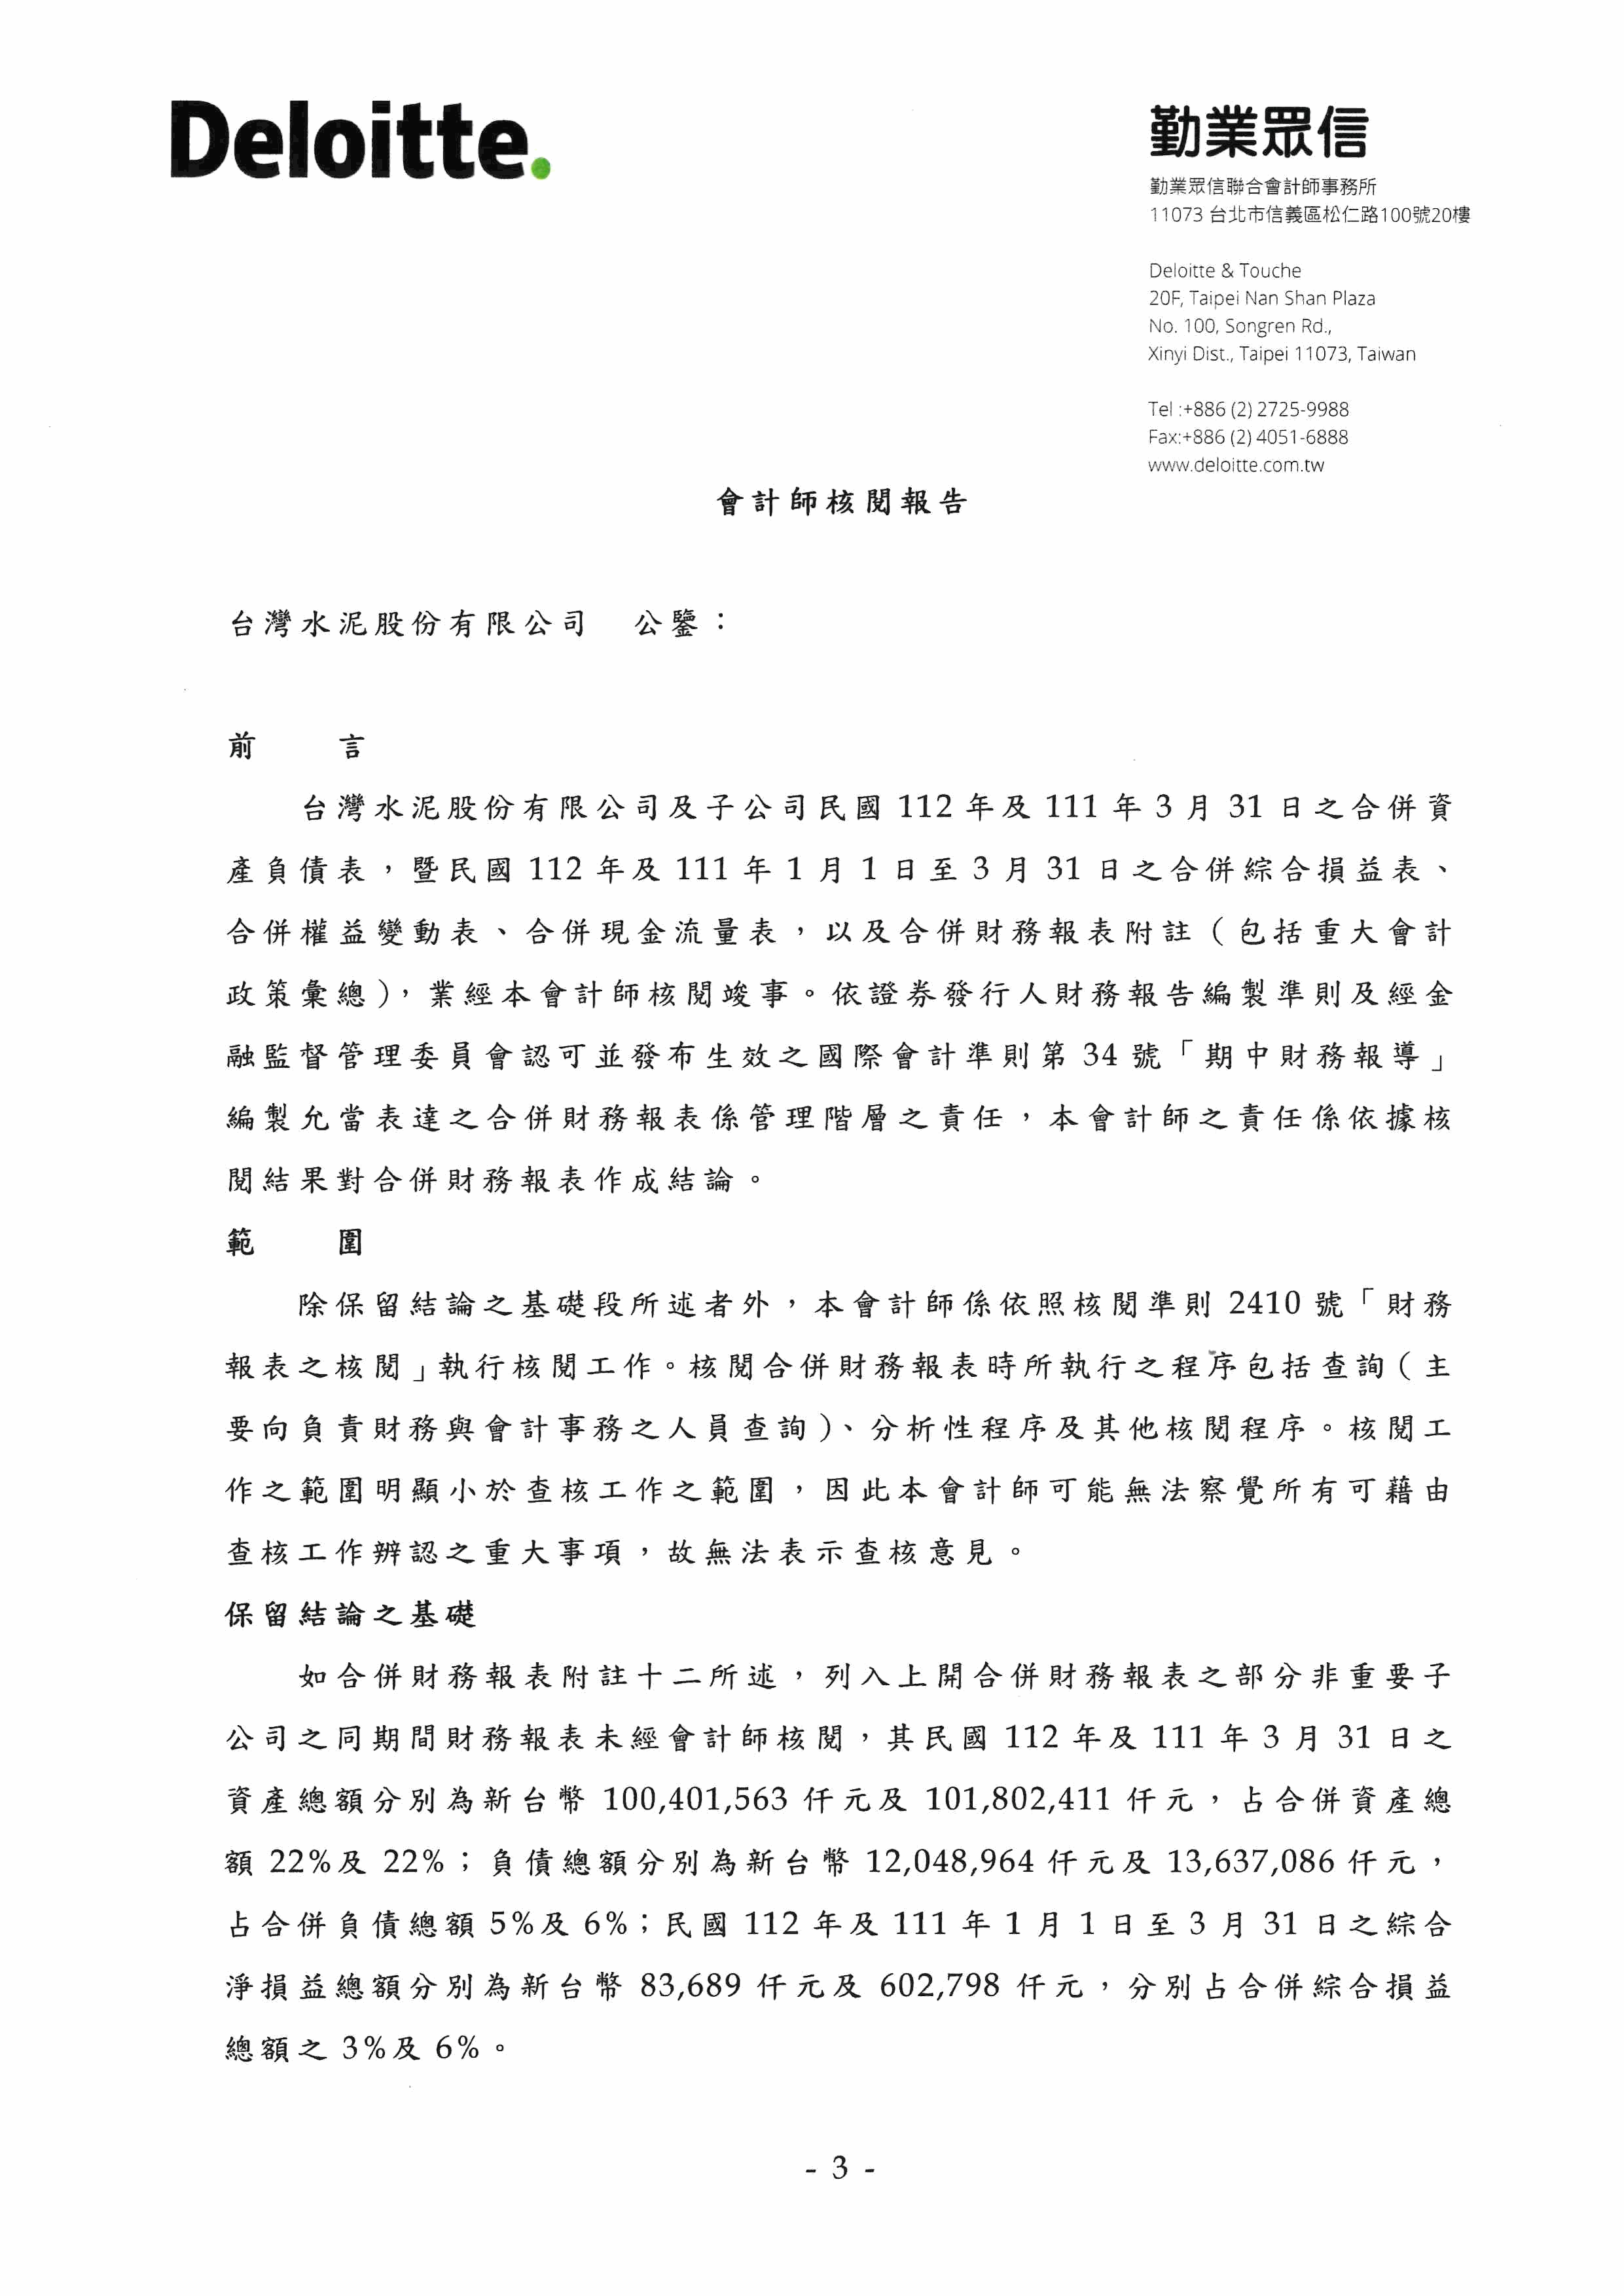 Deloitte.
勤業眾信
勤業眾信聯合會計師事務所
11073 台北市信義區松仁路100號20樓
Deloitte & Touche
20F, Taipei Nan Shan Plaza
No. 100, Songren Rd.,
Xinyi Dist., Taipei 11073, Taiwan
Tel :+886 (2) 2725-9988
Fax:+886 (2) 4051-6888
www.deloitte.com.tw
會計師核閱報告
台灣水泥股份有限公司 公鑒：
前 言
台灣水泥股份有限公司及子公司民國 112 年及 111 年 3 月 31 日之合併資
產負債表，暨民國 112 年及 111 年 1 月 1 日至 3 月 31 日之合併綜合損益表、
合併權益變動表、合併現金流量表，以及合併財務報表附註（包括重大會計
政策彙總），業經本會計師核閱竣事。依證券發行人財務報告編製準則及經金
融監督管理委員會認可並發布生效之國際會計準則第 34 號「期中財務報導」
編製允當表達之合併財務報表係管理階層之責任，本會計師之責任係依據核
閱結果對合併財務報表作成結論。
範 圍
除保留結論之基礎段所述者外，本會計師係依照核閱準則 2410 號「財務
報表之核閱」執行核閱工作。核閱合併財務報表時所執行之程序包括查詢（主
要向負責財務與會計事務之人員查詢）、分析性程序及其他核閱程序。核閱工
作之範圍明顯小於查核工作之範圍，因此本會計師可能無法察覺所有可藉由
查核工作辨認之重大事項，故無法表示查核意見。
保留結論之基礎
如合併財務報表附註十二所述，列入上開合併財務報表之部分非重要子
公司之同期間財務報表未經會計師核閱，其民國 112 年及 111 年 3 月 31 日之
資產總額分別為新台幣 100,401,563 仟元及 101,802,411 仟元，占合併資產總
額 22%及 22%；負債總額分別為新台幣 12,048,964 仟元及 13,637,086 仟元，
占合併負債總額 5%及 6%；民國 112 年及 111 年 1 月 1 日至 3 月 31 日之綜合
淨損益總額分別為新台幣 83,689 仟元及 602,798 仟元，分別占合併綜合損益
總額之 3%及 6%。
- 3 -